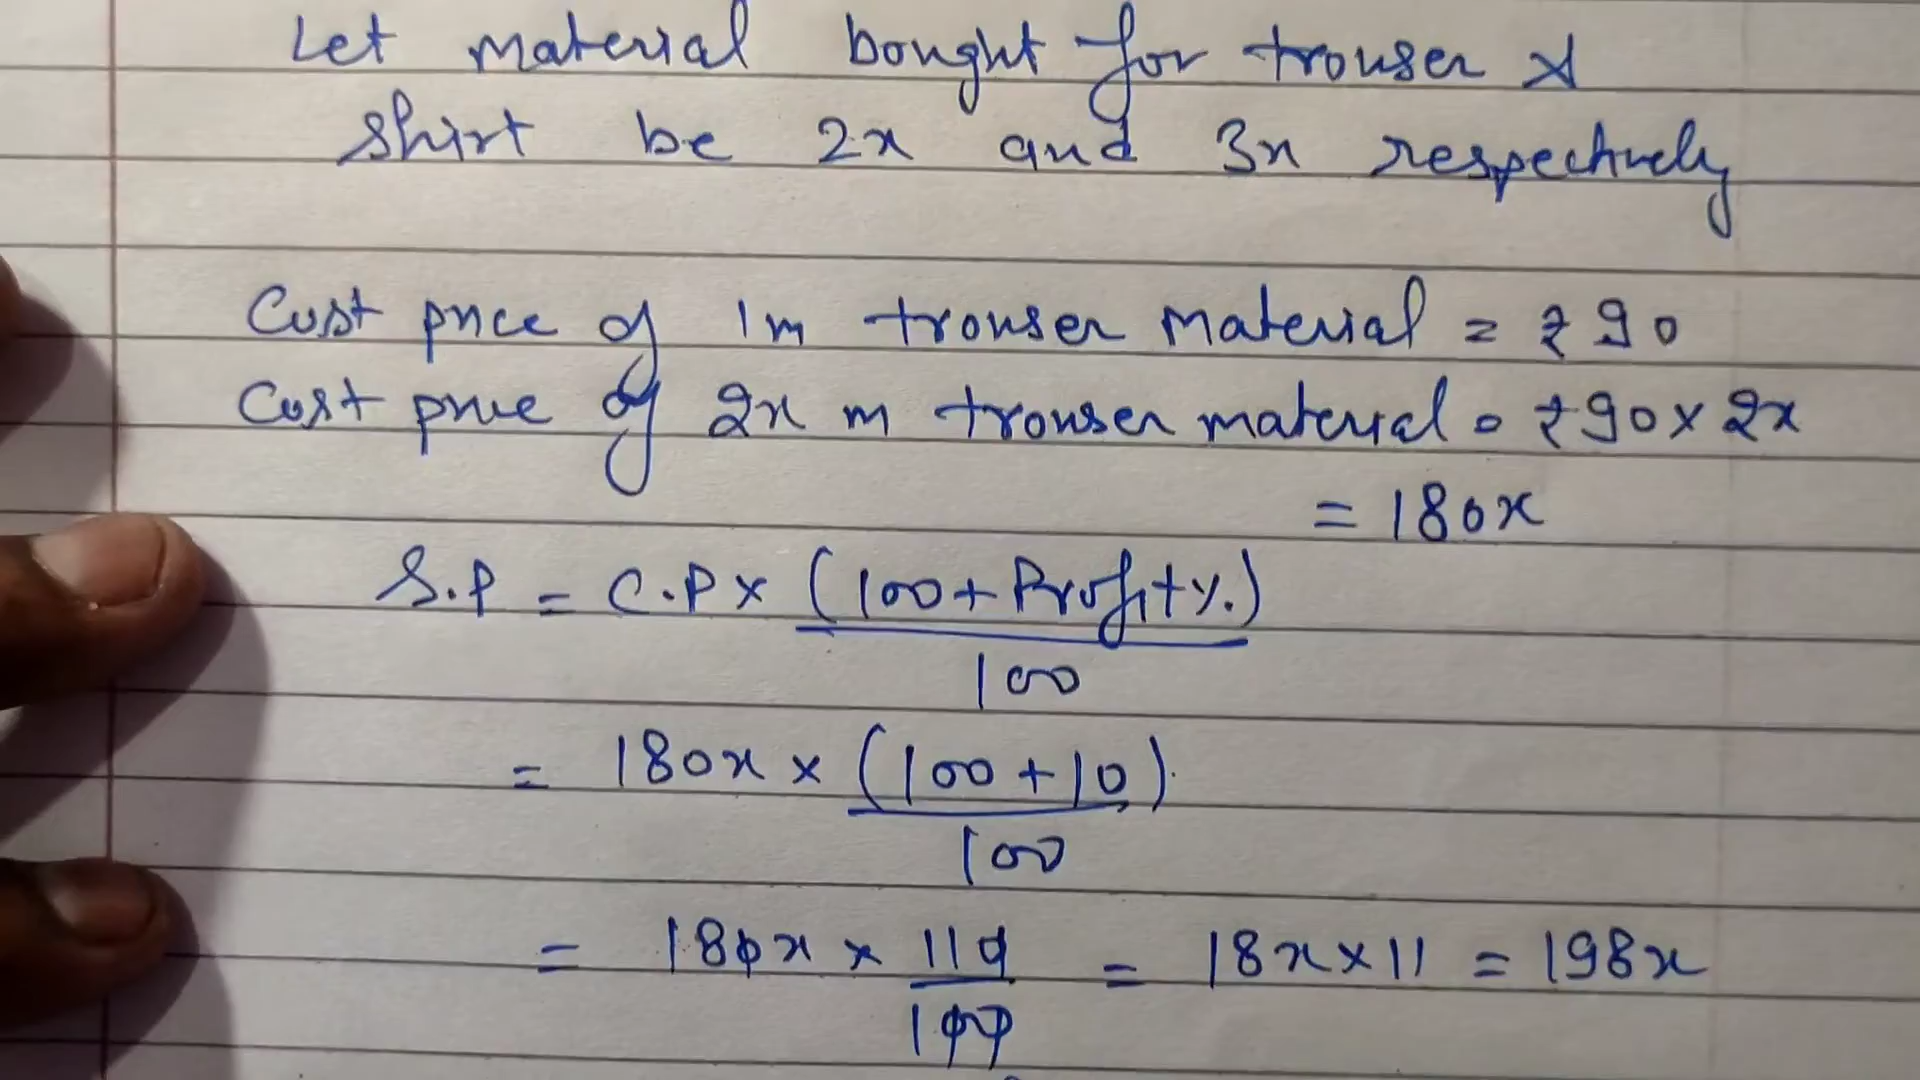 Let material bought for trouser &
shirt be 2x and 3x respectively
Cost price of 1m trouser material = ₹90
Cost price of 2x m trouser material = ₹90 × 2x
= 180x
S.P = C.P × (100 + Profit%)
100
= 180x × (100 + 10)
100
= 180x × 110 = 18x × 11 = 198x
100